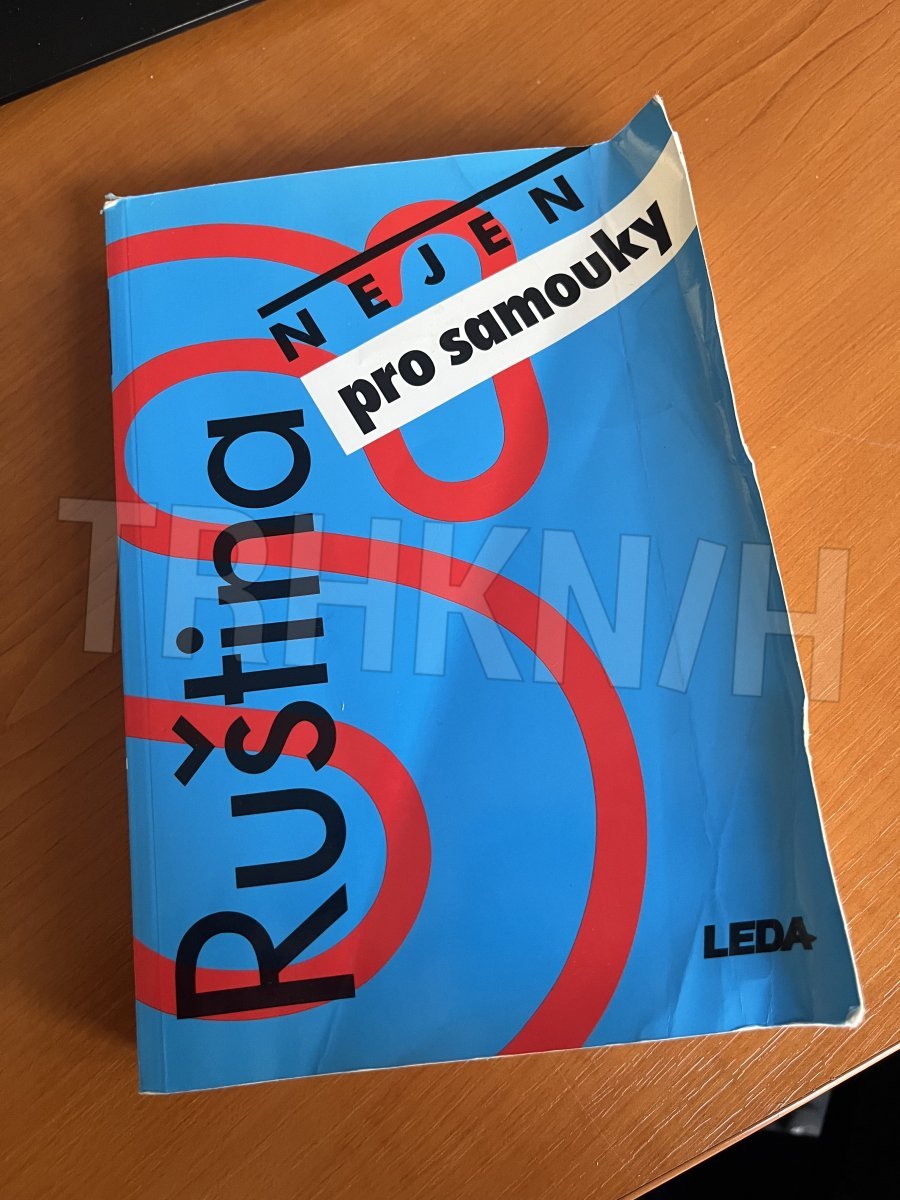 Ruština
NEJEN
pro samouky
TRHKNIH
LEDA